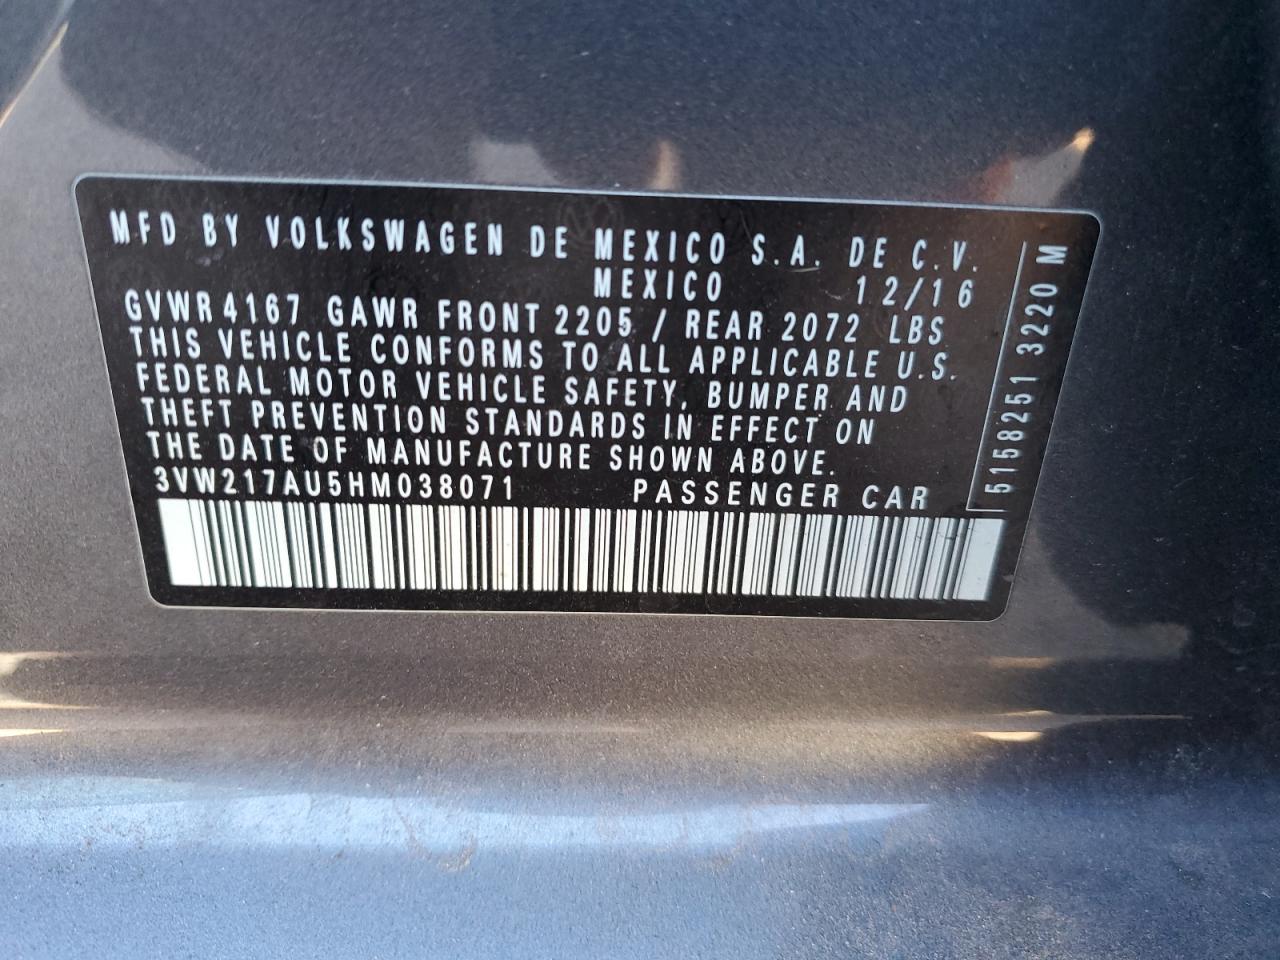 MFD BY VOLKSWAGEN DE MEXICO S.A. DE C.V.
MEXICO 12/16
GVWR 4167 GAWR FRONT 2205 / REAR 2072 LBS
THIS VEHICLE CONFORMS TO ALL APPLICABLE U.S.
FEDERAL MOTOR VEHICLE SAFETY, BUMPER AND
THEFT PREVENTION STANDARDS IN EFFECT ON
THE DATE OF MANUFACTURE SHOWN ABOVE.
3VW217AU5HM038071 PASSENGER CAR
5158251 3220 M